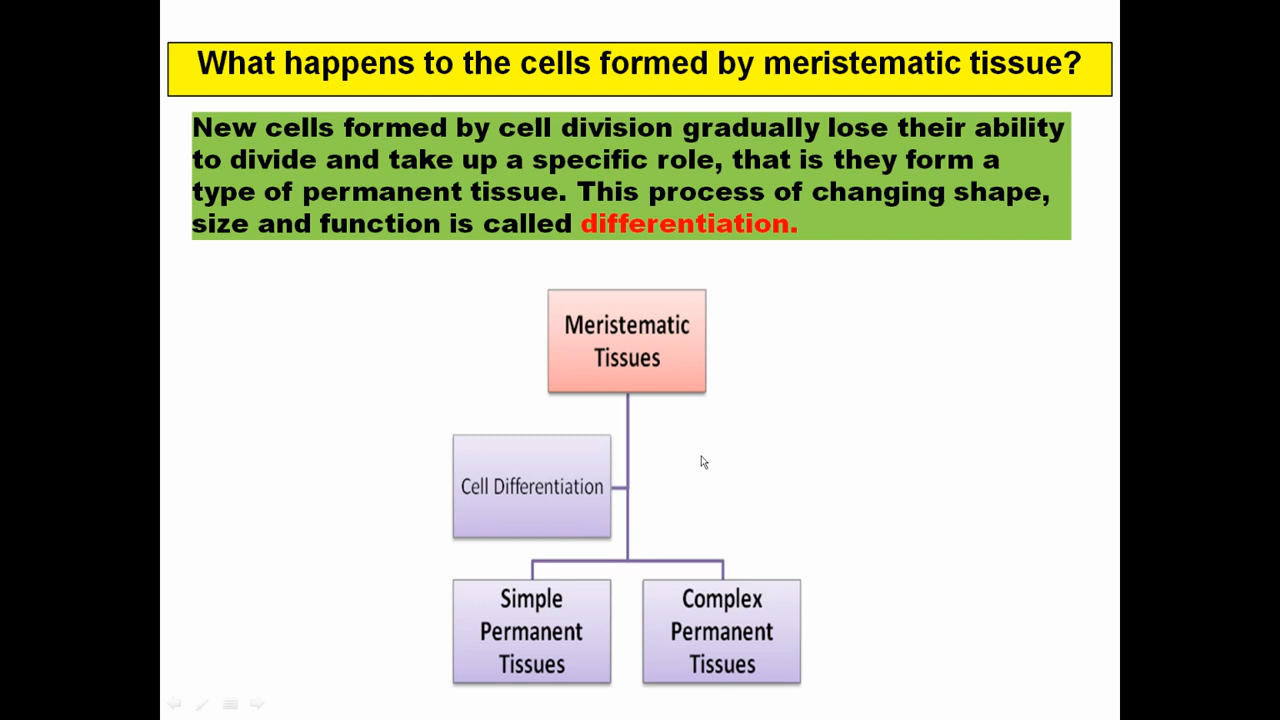 What happens to the cells formed by meristematic tissue?
New cells formed by cell division gradually lose their ability
to divide and take up a specific role, that is they form a
type of permanent tissue. This process of changing shape,
size and function is called differentiation.
Meristematic
Tissues
Cell Differentiation
Simple
Permanent
Tissues
Complex
Permanent
Tissues